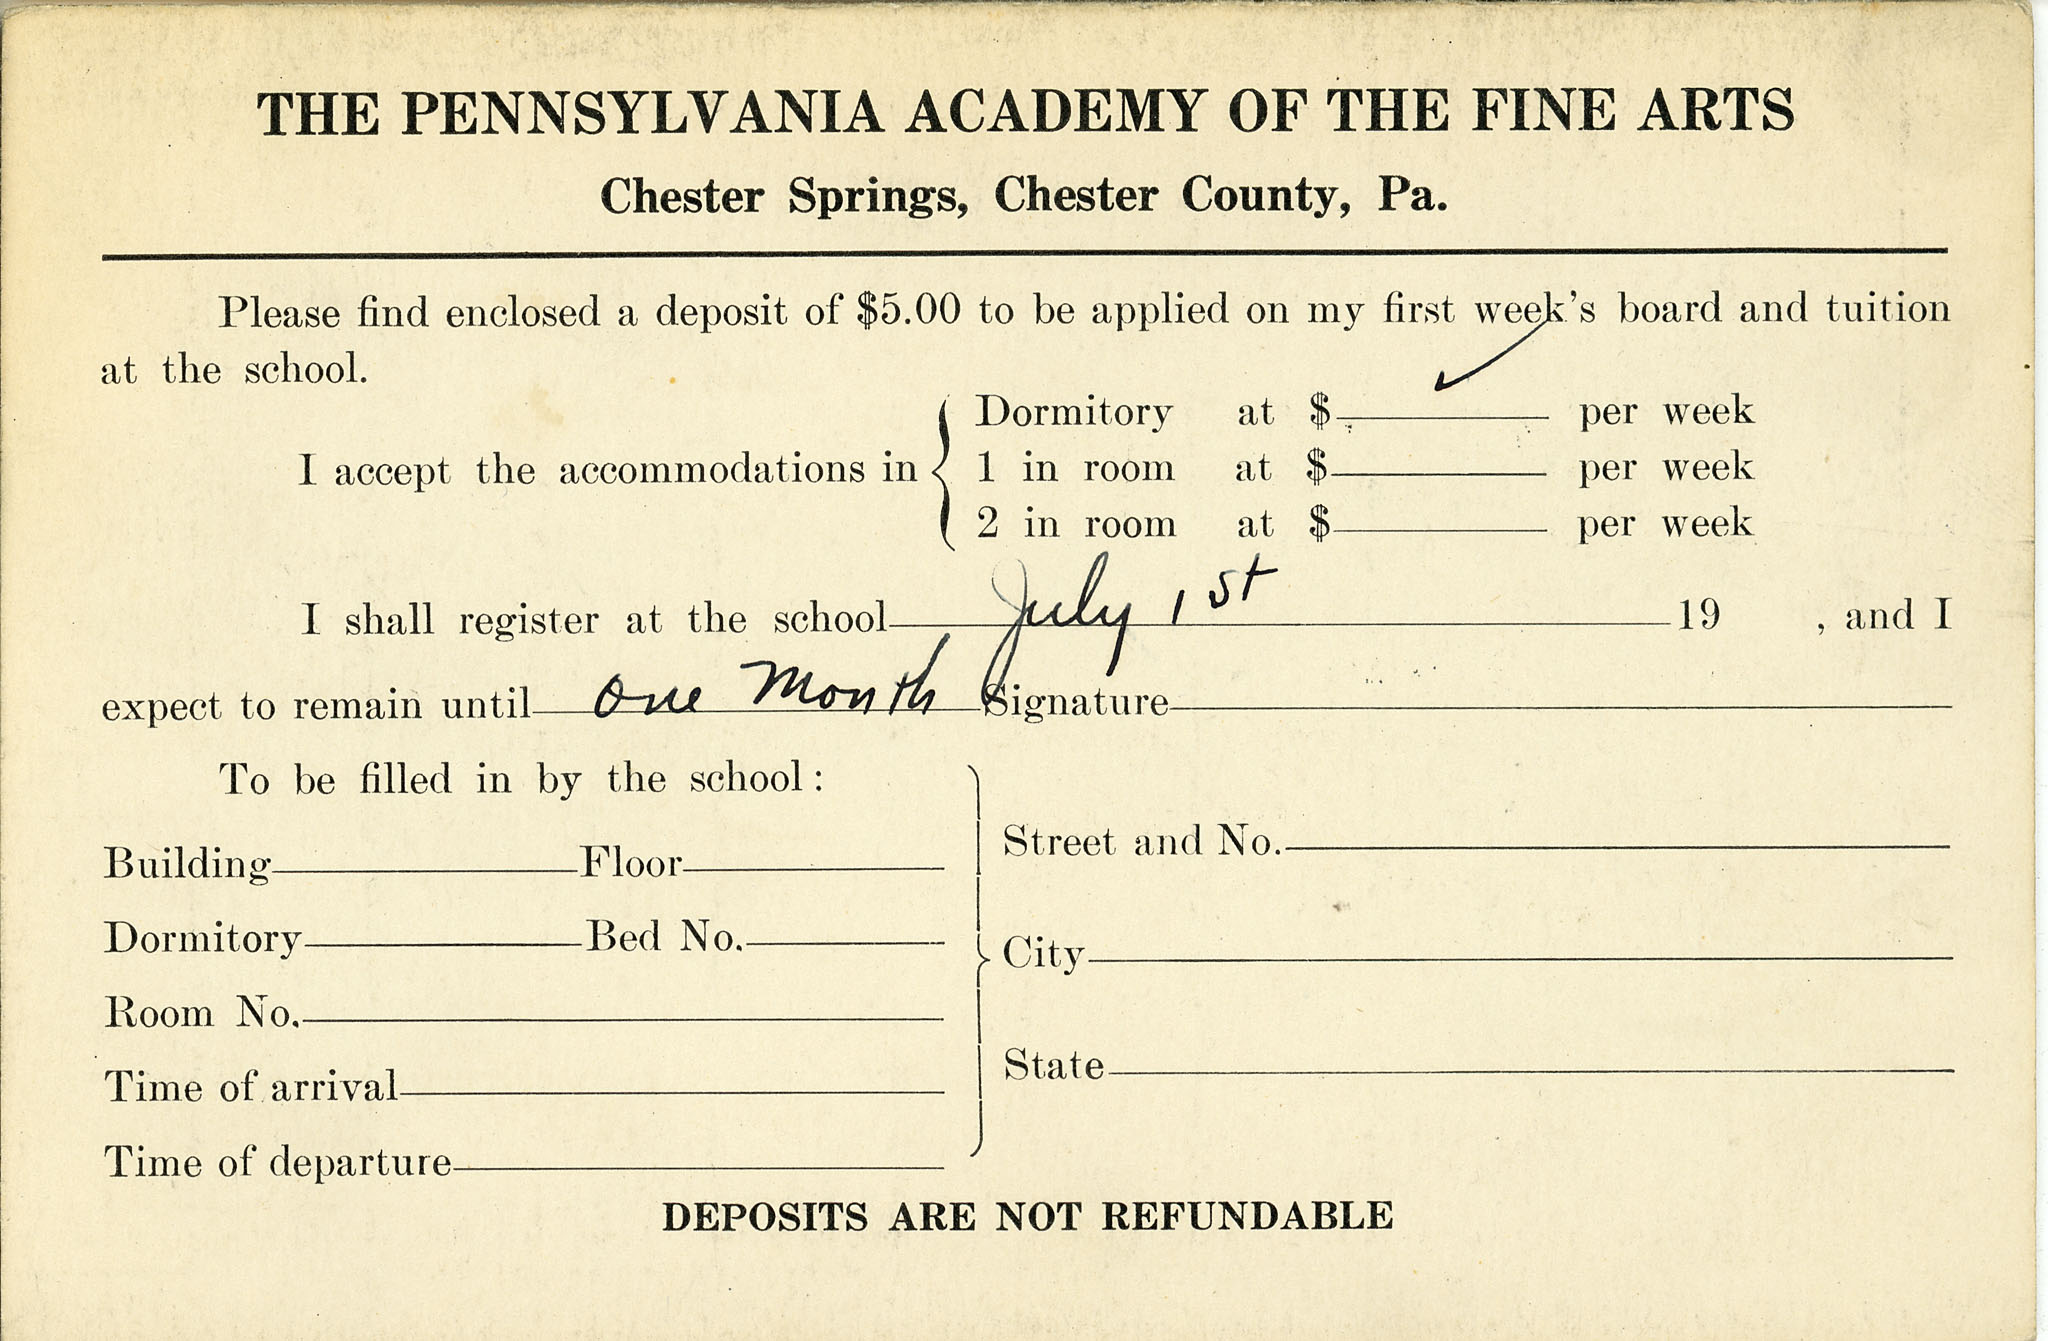 THE PENNSYLVANIA ACADEMY OF THE FINE ARTS
Chester Springs, Chester County, Pa.
Please find enclosed a deposit of $5.00 to be applied on my first week's board and tuition
at the school.
I accept the accommodations in
Dormitory at $ ✓ per week
1 in room at $ per week
2 in room at $ per week
I shall register at the school July 1st 19 , and I
expect to remain until one Month Signature
To be filled in by the school:
Building Floor
Dormitory Bed No.
Room No.
Time of arrival
Time of departure
Street and No.
City
State
DEPOSITS ARE NOT REFUNDABLE